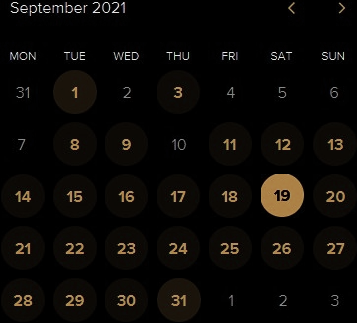 September 2021
MON TUE WED THU FRI SAT SUN
31 1 2 3 4 5 6
7 8 9 10 11 12 13
14 15 16 17 18 19 20
21 22 23 24 25 26 27
28 29 30 31 1 2 3